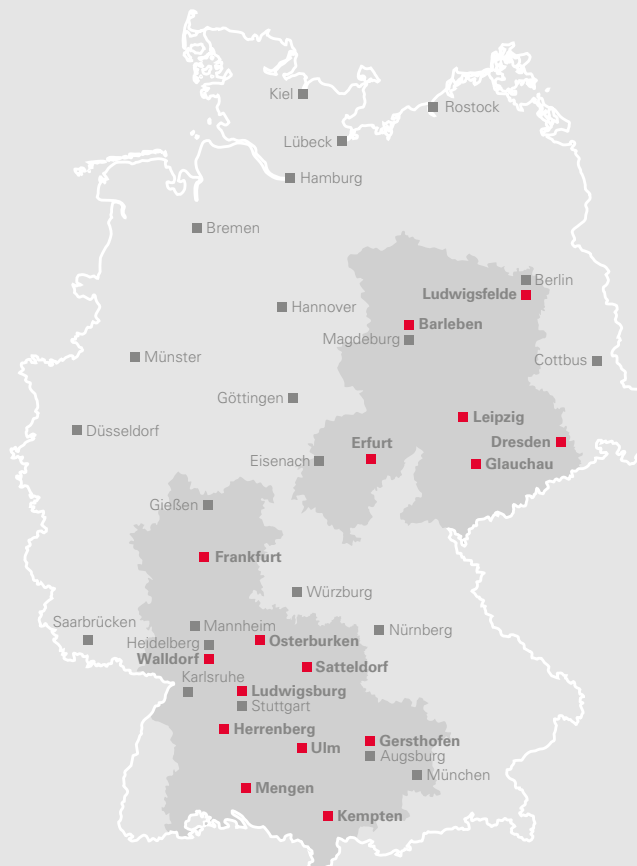 Kiel
Rostock
Lübeck
Hamburg
Bremen
Berlin
Ludwigsfelde
Hannover
Barleben
Magdeburg
Münster
Cottbus
Göttingen
Leipzig
Düsseldorf
Erfurt
Dresden
Eisenach
Glauchau
Gießen
Frankfurt
Würzburg
Saarbrücken
Mannheim
Nürnberg
Heidelberg
Osterburken
Walldorf
Satteldorf
Karlsruhe
Ludwigsburg
Stuttgart
Herrenberg
Gersthofen
Ulm
Augsburg
München
Mengen
Kempten